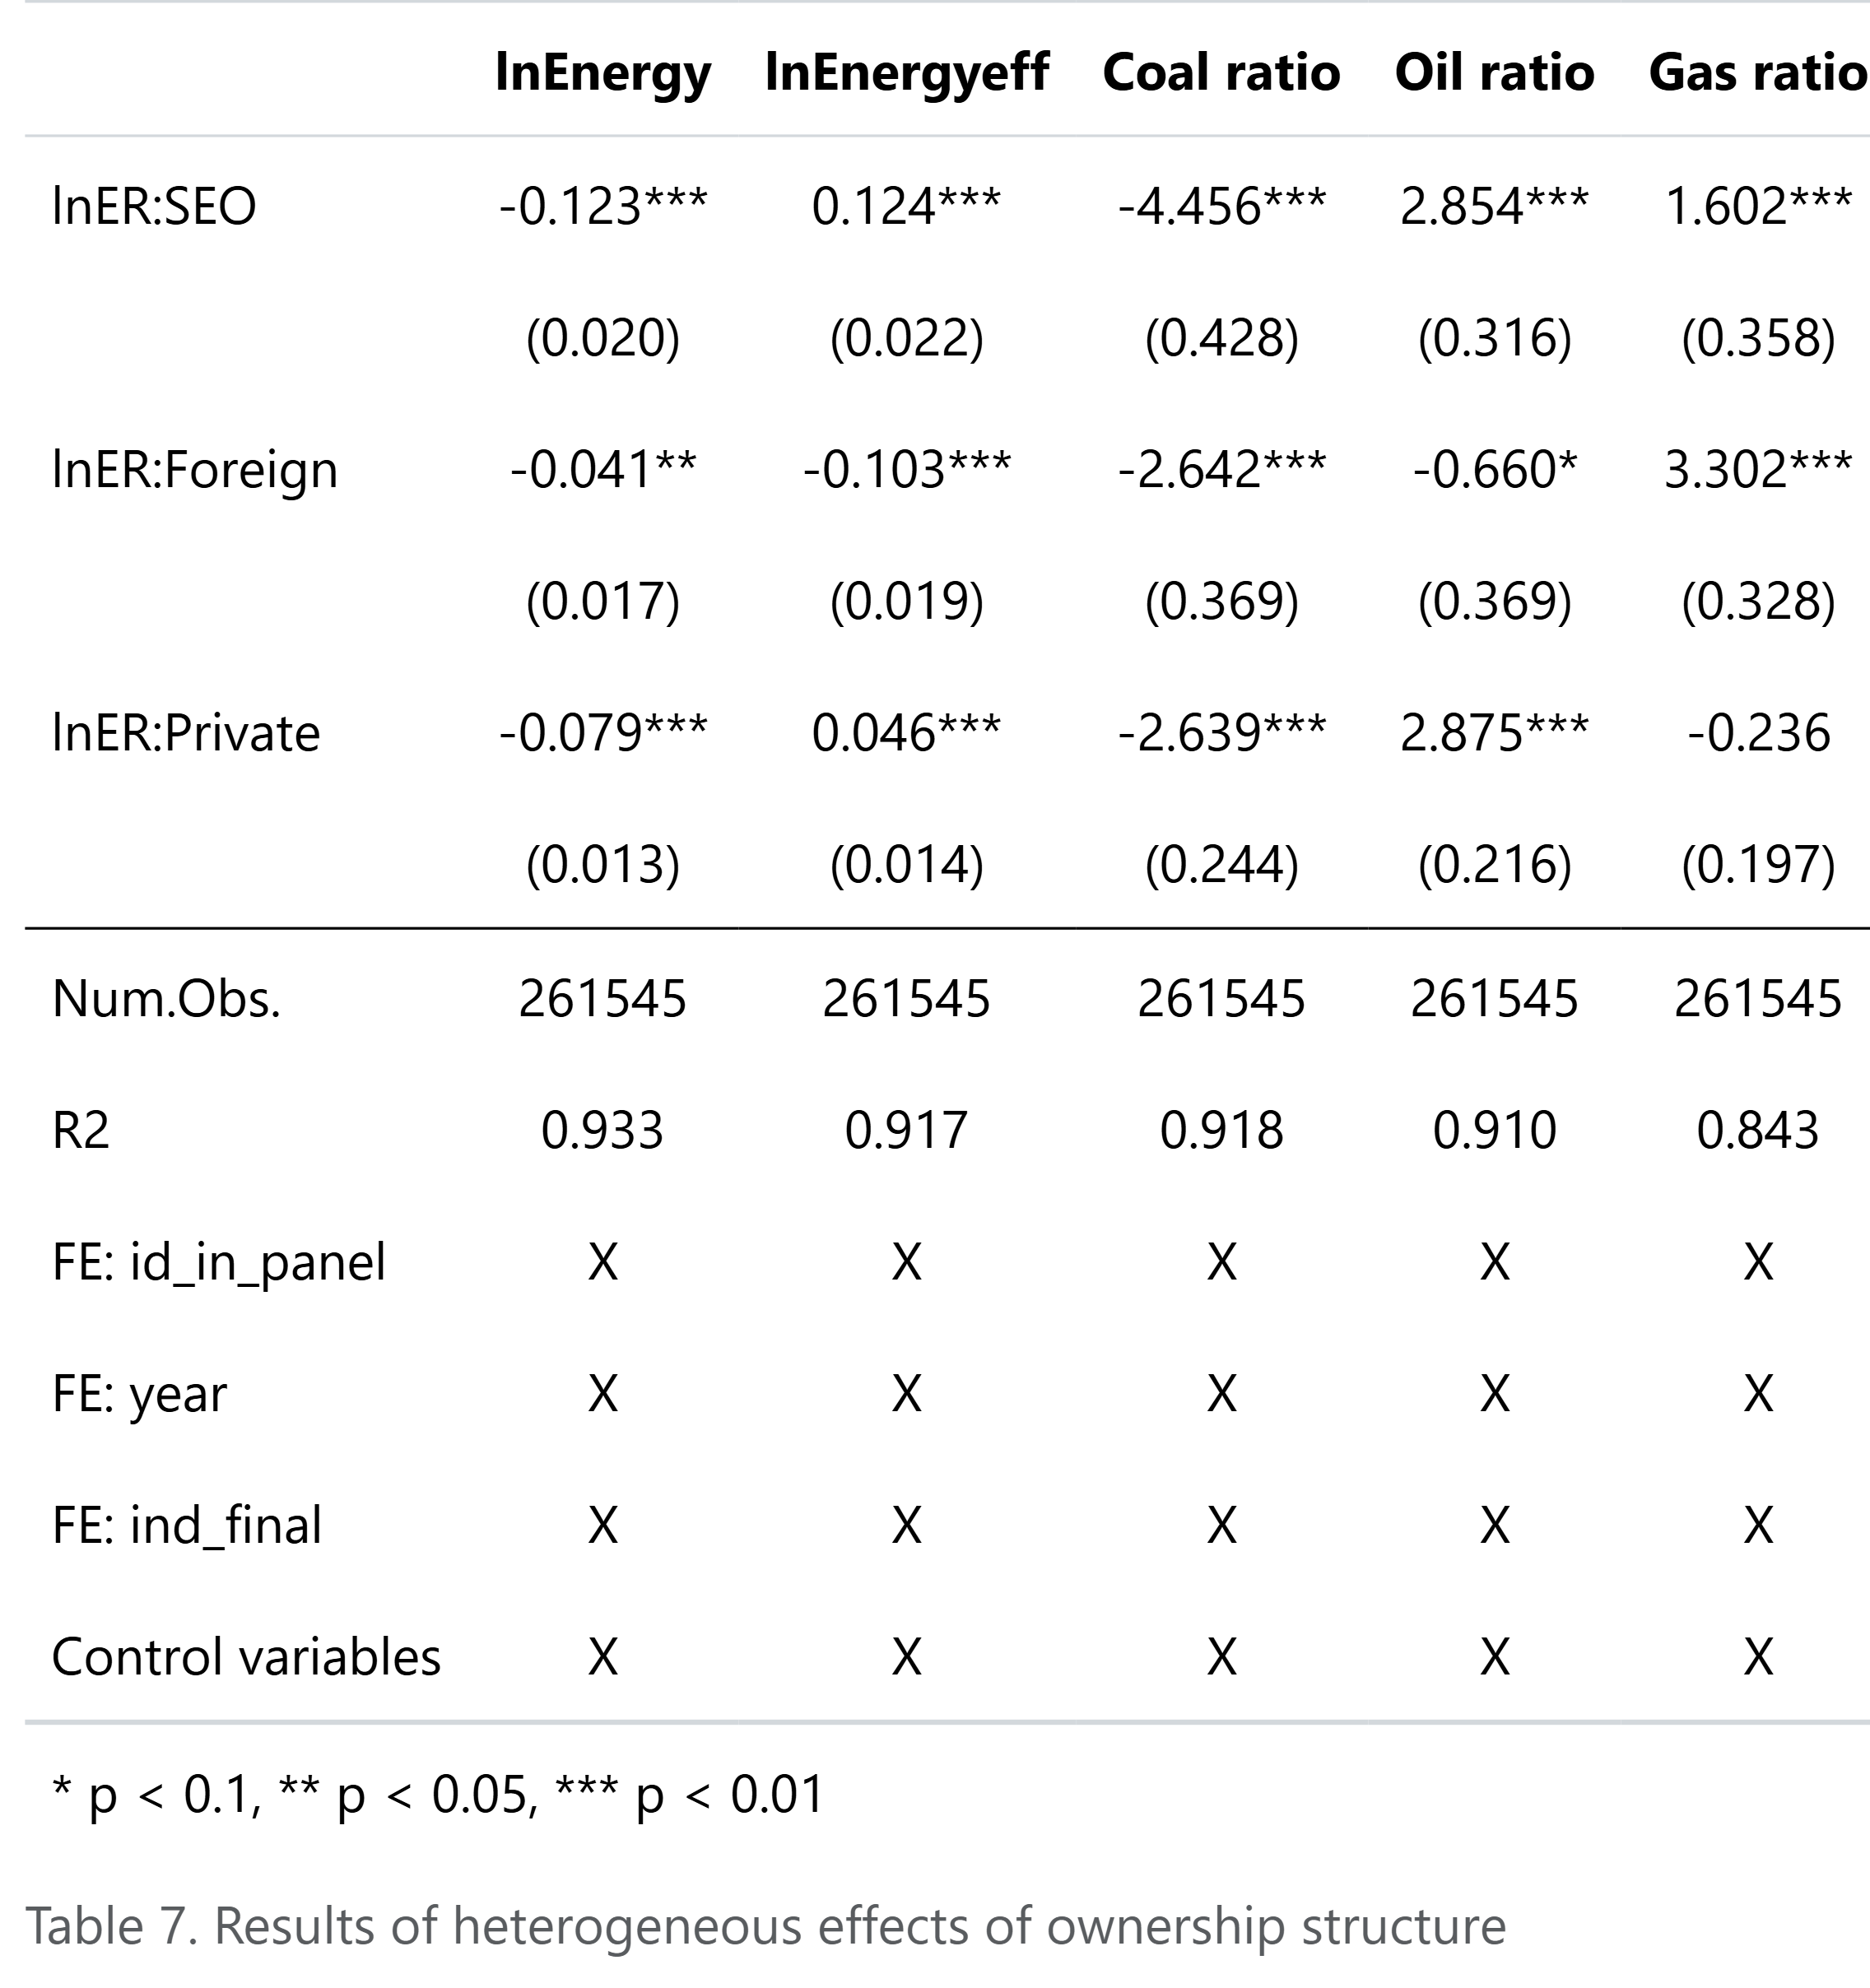 lnEnergy lnEnergyeff Coal ratio Oil ratio Gas ratio
lnER:SEO -0.123*** 0.124*** -4.456*** 2.854*** 1.602***
(0.020) (0.022) (0.428) (0.316) (0.358)
lnER:Foreign -0.041** -0.103*** -2.642*** -0.660* 3.302***
(0.017) (0.019) (0.369) (0.369) (0.328)
lnER:Private -0.079*** 0.046*** -2.639*** 2.875*** -0.236
(0.013) (0.014) (0.244) (0.216) (0.197)
Num.Obs. 261545 261545 261545 261545 261545
R2 0.933 0.917 0.918 0.910 0.843
FE: id_in_panel X X X X X
FE: year X X X X X
FE: ind_final X X X X X
Control variables X X X X X
* p < 0.1, ** p < 0.05, *** p < 0.01
Table 7. Results of heterogeneous effects of ownership structure